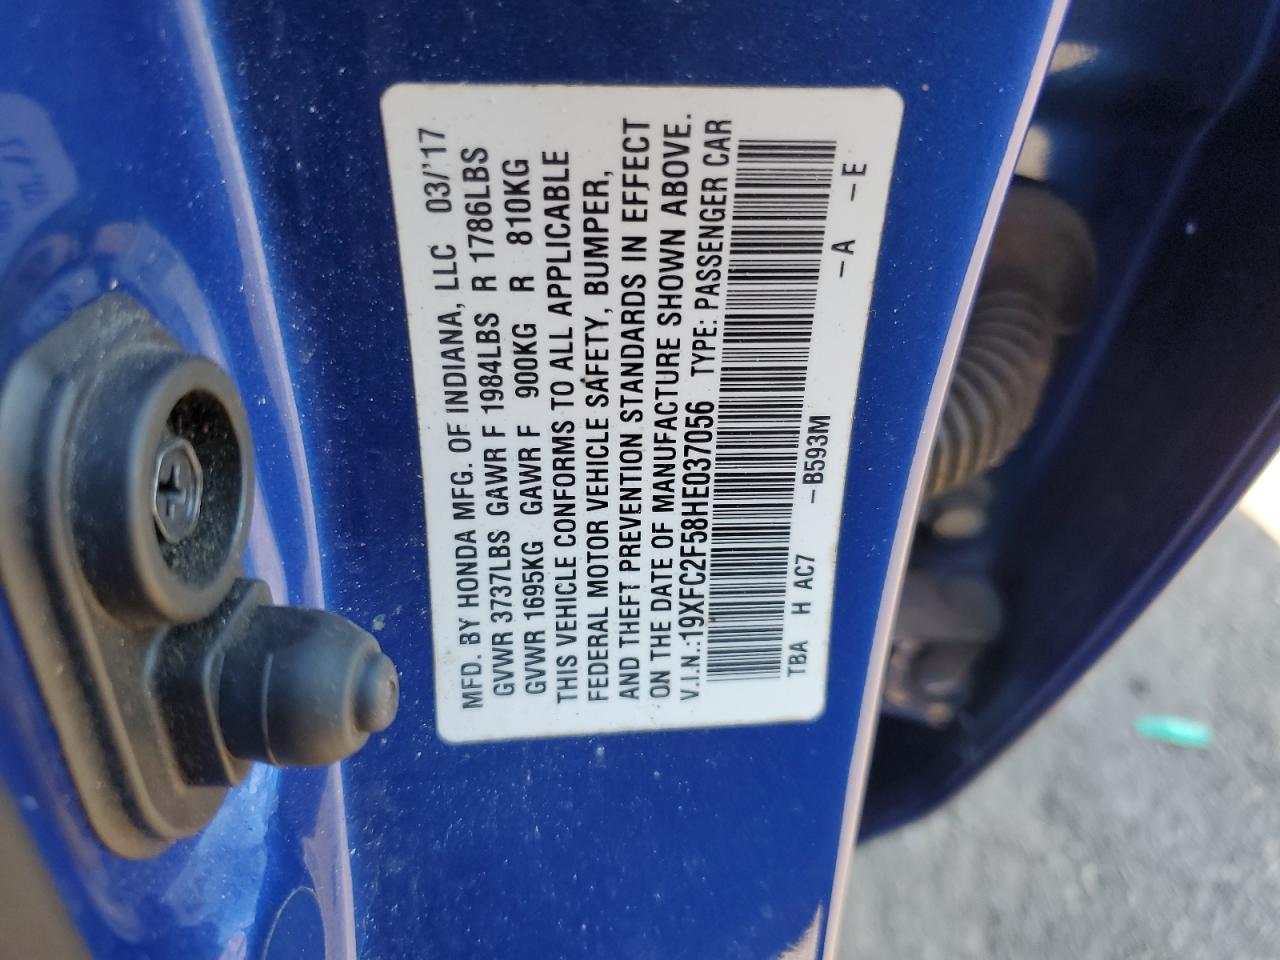 MFD. BY HONDA MFG. OF INDIANA, LLC 03/'17
GVWR 3737LBS GAWR F 1984LBS R 1786LBS
GVWR 1695KG GAWR F 900KG R 810KG
THIS VEHICLE CONFORMS TO ALL APPLICABLE
FEDERAL MOTOR VEHICLE SAFETY, BUMPER,
AND THEFT PREVENTION STANDARDS IN EFFECT
ON THE DATE OF MANUFACTURE SHOWN ABOVE.
V.I.N.:19XFC2F58HE037056 TYPE: PASSENGER CAR
TBA H AC7 -B593M -A -E